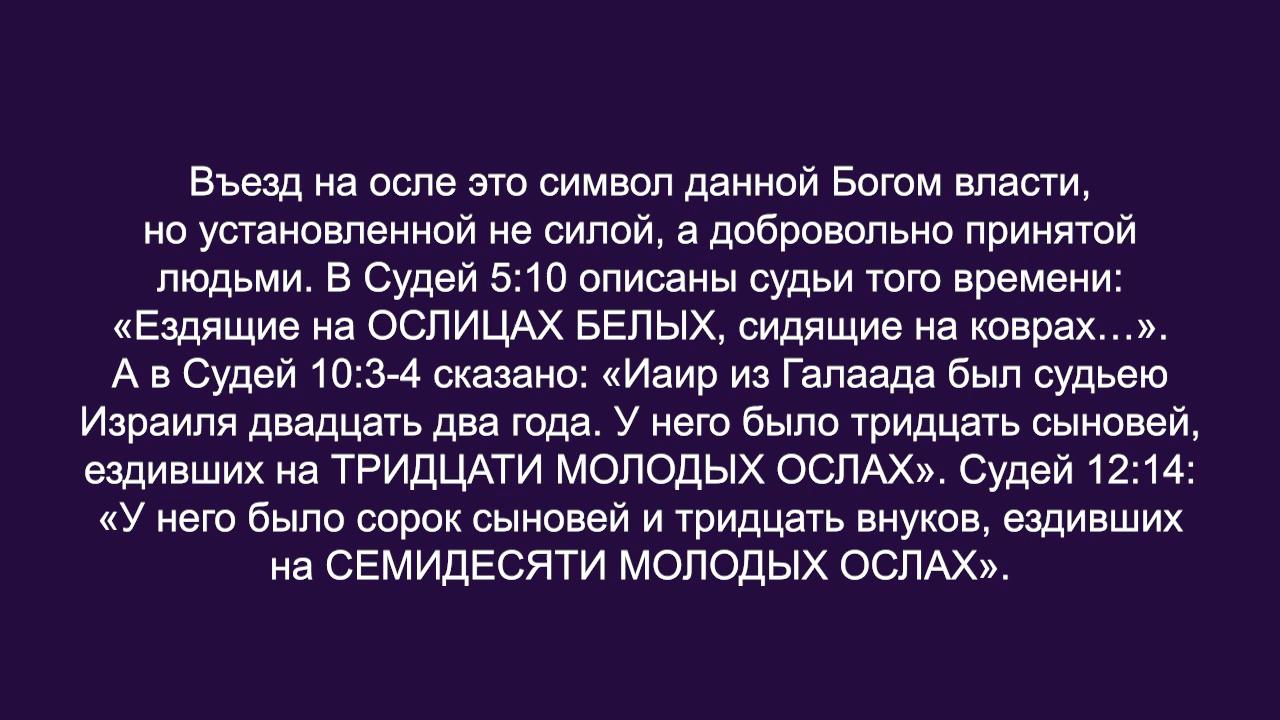 Въезд на осле это символ данной Богом власти,
но установленной не силой, а добровольно принятой
людьми. В Судей 5:10 описаны судьи того времени:
«Ездящие на ОСЛИЦАХ БЕЛЫХ, сидящие на коврах…».
А в Судей 10:3-4 сказано: «Иаир из Галаада был судьею
Израиля двадцать два года. У него было тридцать сыновей,
ездивших на ТРИДЦАТИ МОЛОДЫХ ОСЛАХ». Судей 12:14:
«У него было сорок сыновей и тридцать внуков, ездивших
на СЕМИДЕСЯТИ МОЛОДЫХ ОСЛАХ».